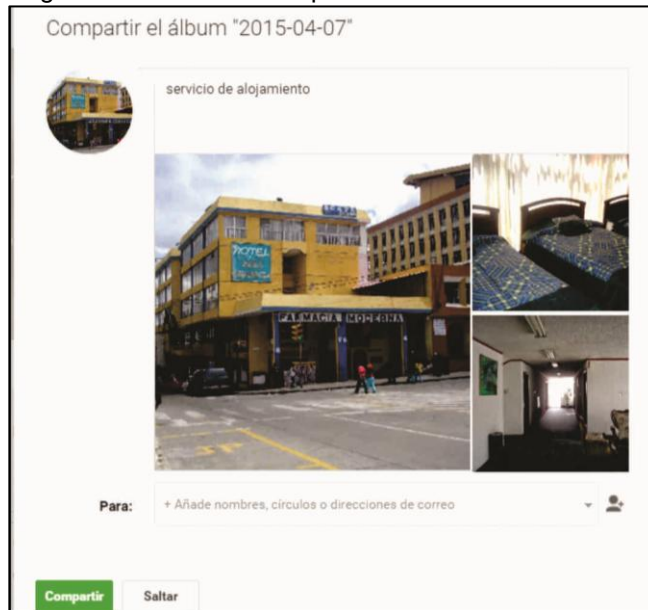 Compartir el álbum "2015-04-07"
servicio de alojamiento
HOTEL
FARMACIA MODERNA
Para:
+ Añade nombres, círculos o direcciones de correo
Compartir
Saltar